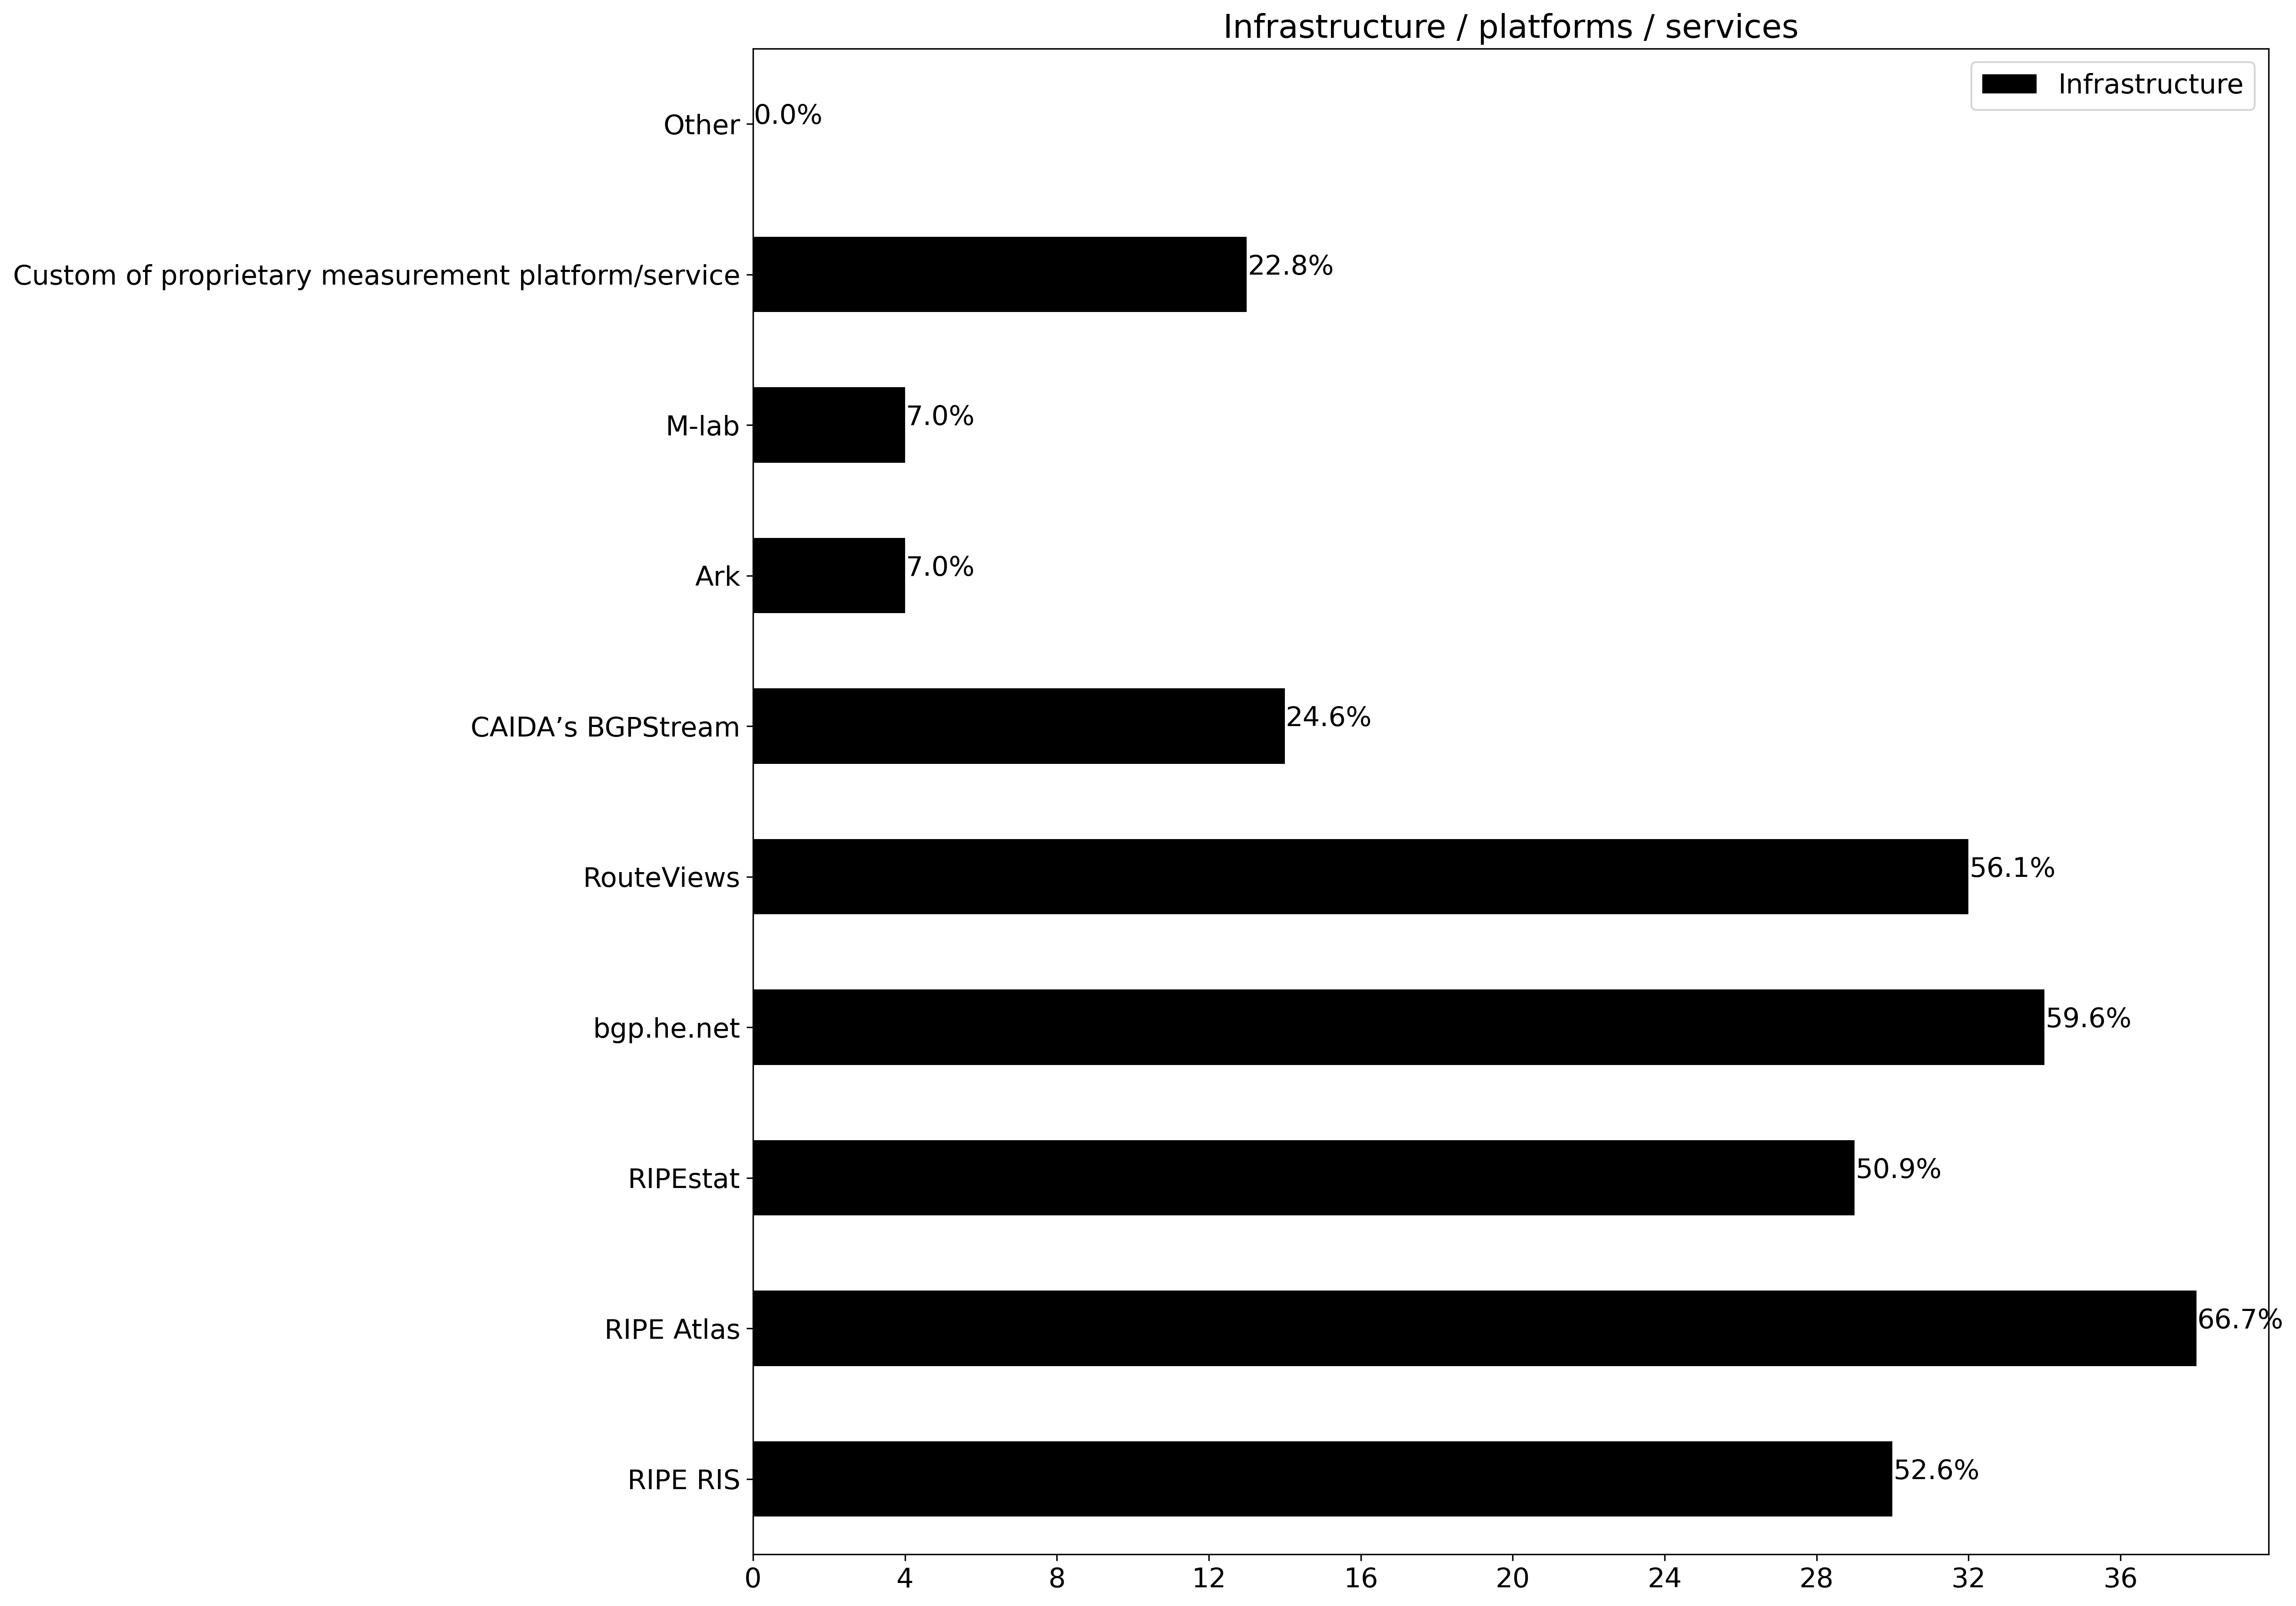 Infrastructure / platforms / services
Infrastructure
Other 0.0%
Custom of proprietary measurement platform/service 22.8%
M-lab 7.0%
Ark 7.0%
CAIDA’s BGPStream 24.6%
RouteViews 56.1%
bgp.he.net 59.6%
RIPEstat 50.9%
RIPE Atlas 66.7%
RIPE RIS 52.6%
0 4 8 12 16 20 24 28 32 36